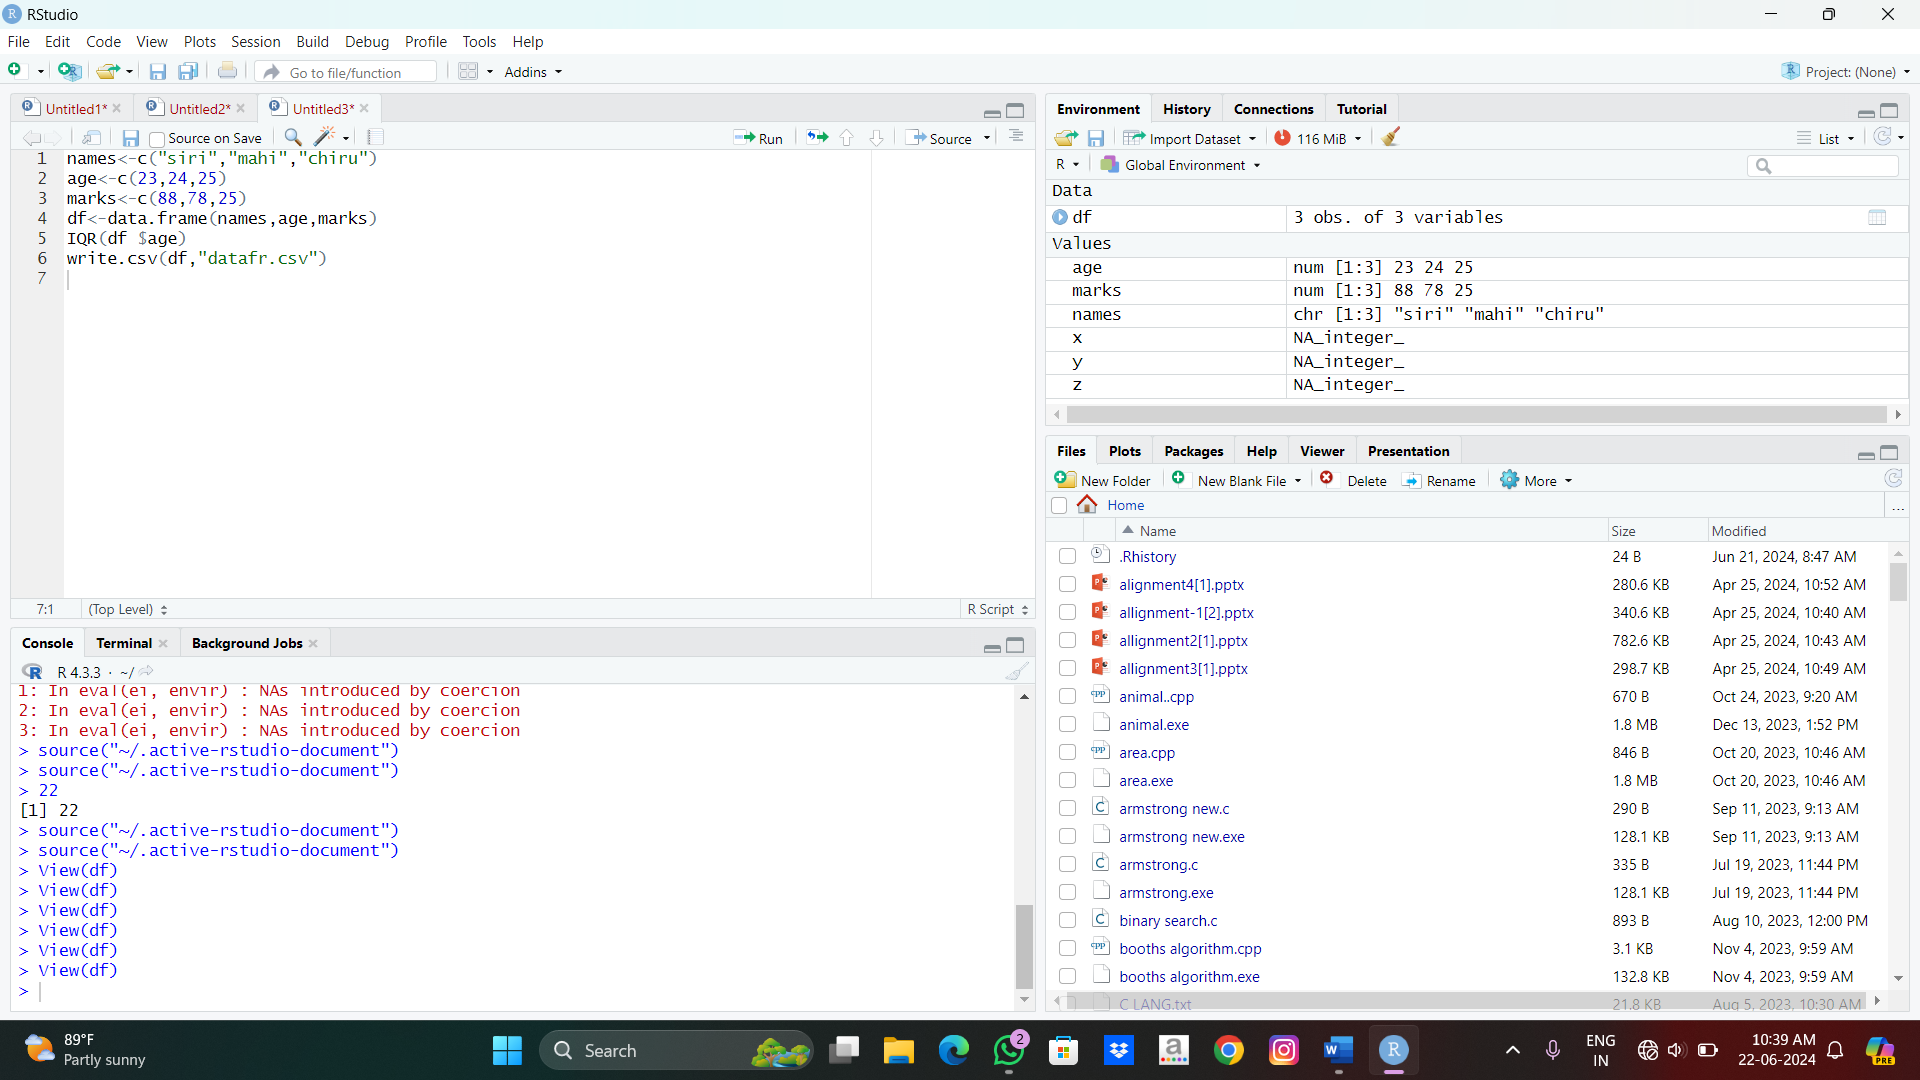 RStudio
File Edit Code View Plots Session Build Debug Profile Tools Help
Go to file/function Addins Project: (None)
Untitled1* Untitled2* Untitled3*
Source on Save Run Source
1 names<-c("siri","mahi","chiru")
2 age<-c(23,24,25)
3 marks<-c(88,78,25)
4 df<-data.frame(names,age,marks)
5 IQR(df $age)
6 write.csv(df,"datafr.csv")
7
7:1 (Top Level) R Script
Console Terminal Background Jobs
R 4.3.3 · ~/
1: In eval(ei, envir) : NAs introduced by coercion
2: In eval(ei, envir) : NAs introduced by coercion
3: In eval(ei, envir) : NAs introduced by coercion
> source("~/.active-rstudio-document")
> source("~/.active-rstudio-document")
> 22
[1] 22
> source("~/.active-rstudio-document")
> source("~/.active-rstudio-document")
> View(df)
> View(df)
> View(df)
> View(df)
> View(df)
> View(df)
>
Environment History Connections Tutorial
Import Dataset 116 MiB List
R Global Environment
Data
df 3 obs. of 3 variables
Values
age num [1:3] 23 24 25
marks num [1:3] 88 78 25
names chr [1:3] "siri" "mahi" "chiru"
x NA_integer_
y NA_integer_
z NA_integer_
Files Plots Packages Help Viewer Presentation
New Folder New Blank File Delete Rename More
Home ...
Name Size Modified
.Rhistory 24 B Jun 21, 2024, 8:47 AM
alignment4[1].pptx 280.6 KB Apr 25, 2024, 10:52 AM
allignment-1[2].pptx 340.6 KB Apr 25, 2024, 10:40 AM
allignment2[1].pptx 782.6 KB Apr 25, 2024, 10:43 AM
allignment3[1].pptx 298.7 KB Apr 25, 2024, 10:49 AM
animal..cpp 670 B Oct 24, 2023, 9:20 AM
animal.exe 1.8 MB Dec 13, 2023, 1:52 PM
area.cpp 846 B Oct 20, 2023, 10:46 AM
area.exe 1.8 MB Oct 20, 2023, 10:46 AM
armstrong new.c 290 B Sep 11, 2023, 9:13 AM
armstrong new.exe 128.1 KB Sep 11, 2023, 9:13 AM
armstrong.c 335 B Jul 19, 2023, 11:44 PM
armstrong.exe 128.1 KB Jul 19, 2023, 11:44 PM
binary search.c 893 B Aug 10, 2023, 12:00 PM
booths algorithm.cpp 3.1 KB Nov 4, 2023, 9:59 AM
booths algorithm.exe 132.8 KB Nov 4, 2023, 9:59 AM
C LANG.txt 21.8 KB Aug 5, 2023, 10:30 AM
89°F
Partly sunny
Search
2
ENG
IN
10:39 AM
22-06-2024
PRE